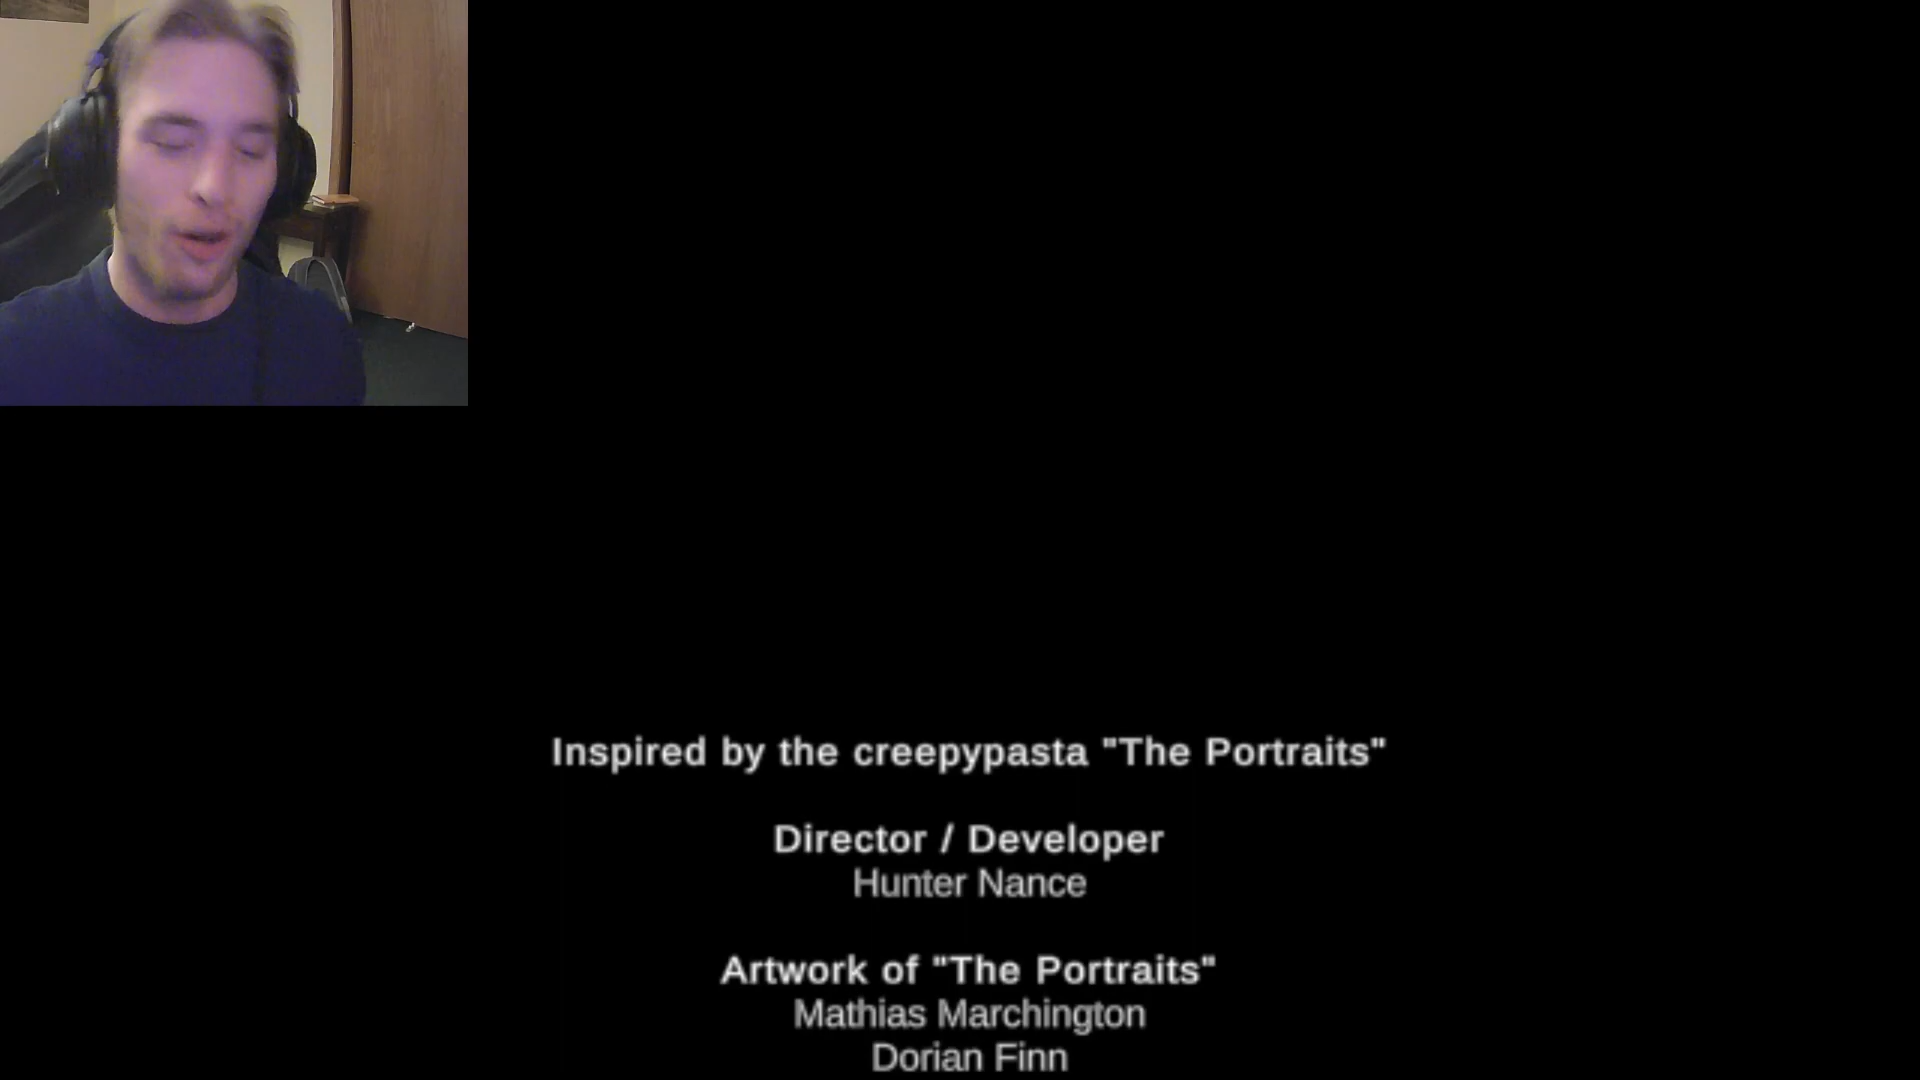 Inspired by the creepypasta "The Portraits"
Director / Developer
Hunter Nance
Artwork of "The Portraits"
Mathias Marchington
Dorian Finn